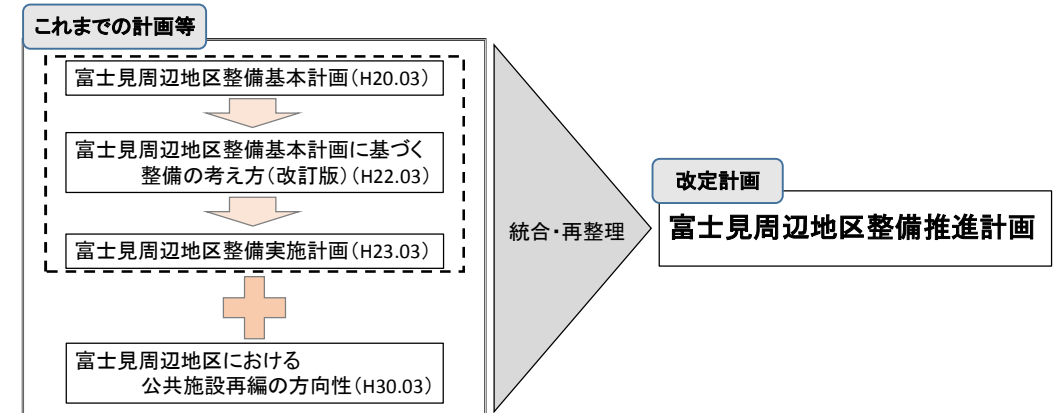 これまでの計画等
富士見周辺地区整備基本計画(H20.03)
富士見周辺地区整備基本計画に基づく
整備の考え方(改訂版)(H22.03)
富士見周辺地区整備実施計画(H23.03)
富士見周辺地区における
公共施設再編の方向性(H30.03)
統合・再整理
改定計画
富士見周辺地区整備推進計画